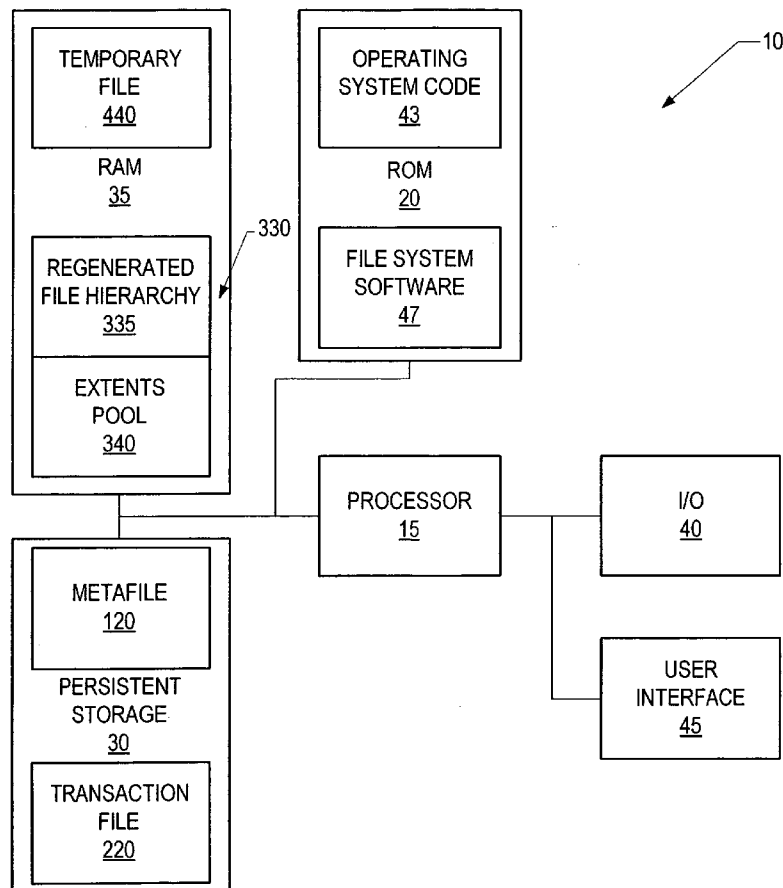 TEMPORARY
FILE
440
RAM
35
REGENERATED
FILE HIERARCHY
335
EXTENTS
POOL
340
330
OPERATING
SYSTEM CODE
43
ROM
20
FILE SYSTEM
SOFTWARE
47
10
PROCESSOR
15
I/O
40
USER
INTERFACE
45
METAFILE
120
PERSISTENT
STORAGE
30
TRANSACTION
FILE
220